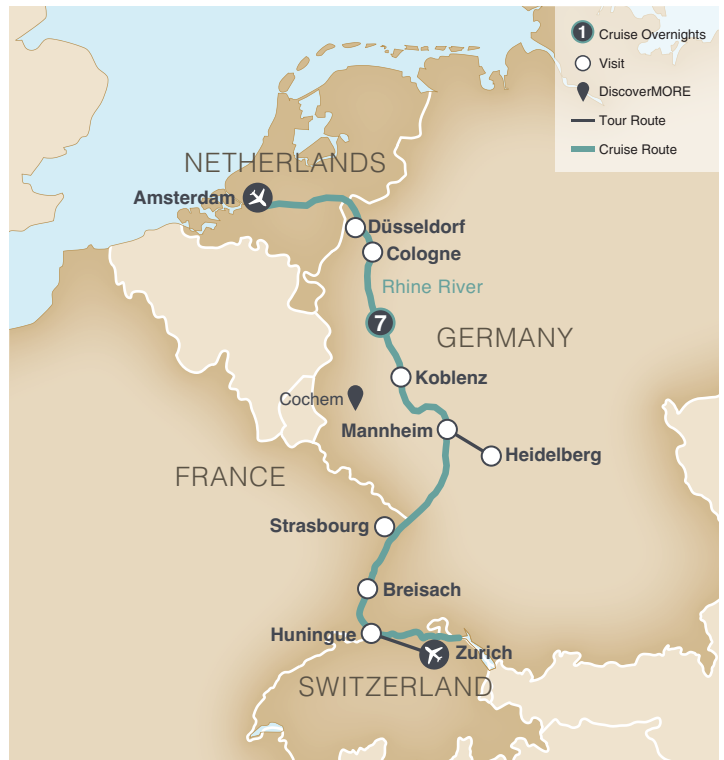 1 Cruise Overnights
Visit
DiscoverMORE
Tour Route
Cruise Route
NETHERLANDS
Amsterdam
Düsseldorf
Cologne
Rhine River
7
GERMANY
Koblenz
Cochem
Mannheim
Heidelberg
FRANCE
Strasbourg
Breisach
Huningue
Zurich
SWITZERLAND